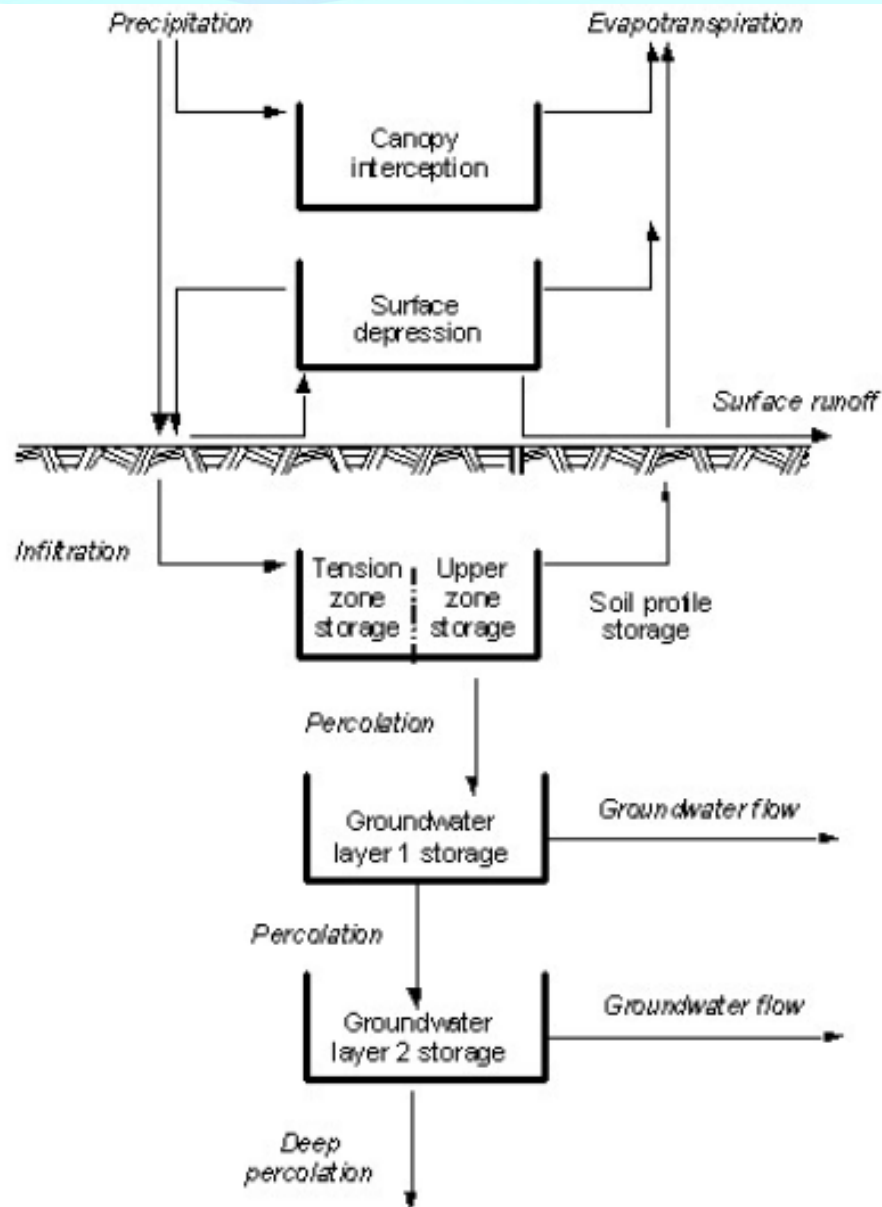 Precipitation
Evapotranspiration
Canopy
interception
Surface
depression
Surface runoff
Infiltration
Tension
zone
storage
Upper
zone
storage
Soil profile
storage
Percolation
Groundwater
layer 1 storage
Groundwater flow
Percolation
Groundwater
layer 2 storage
Groundwater flow
Deep
percolation